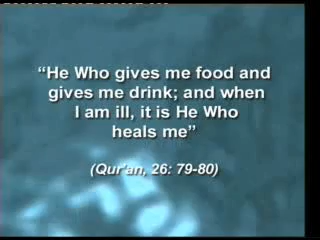 “He Who gives me food and
gives me drink; and when
I am ill, it is He Who
heals me”
(Qur'an, 26: 79-80)